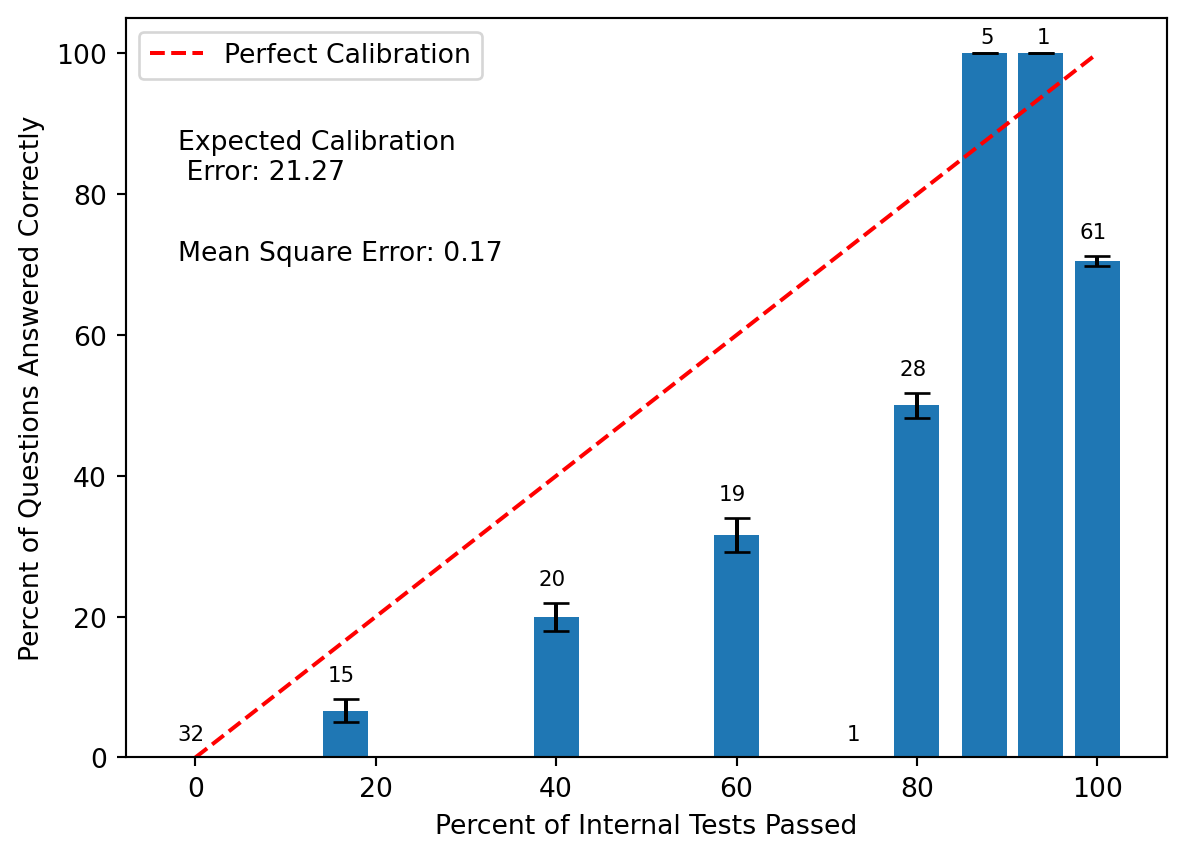 Perfect Calibration
Expected Calibration
Error: 21.27
Mean Square Error: 0.17
Percent of Questions Answered Correctly
100
80
60
40
20
0
32
15
20
19
1
28
5
1
61
0 20 40 60 80 100
Percent of Internal Tests Passed